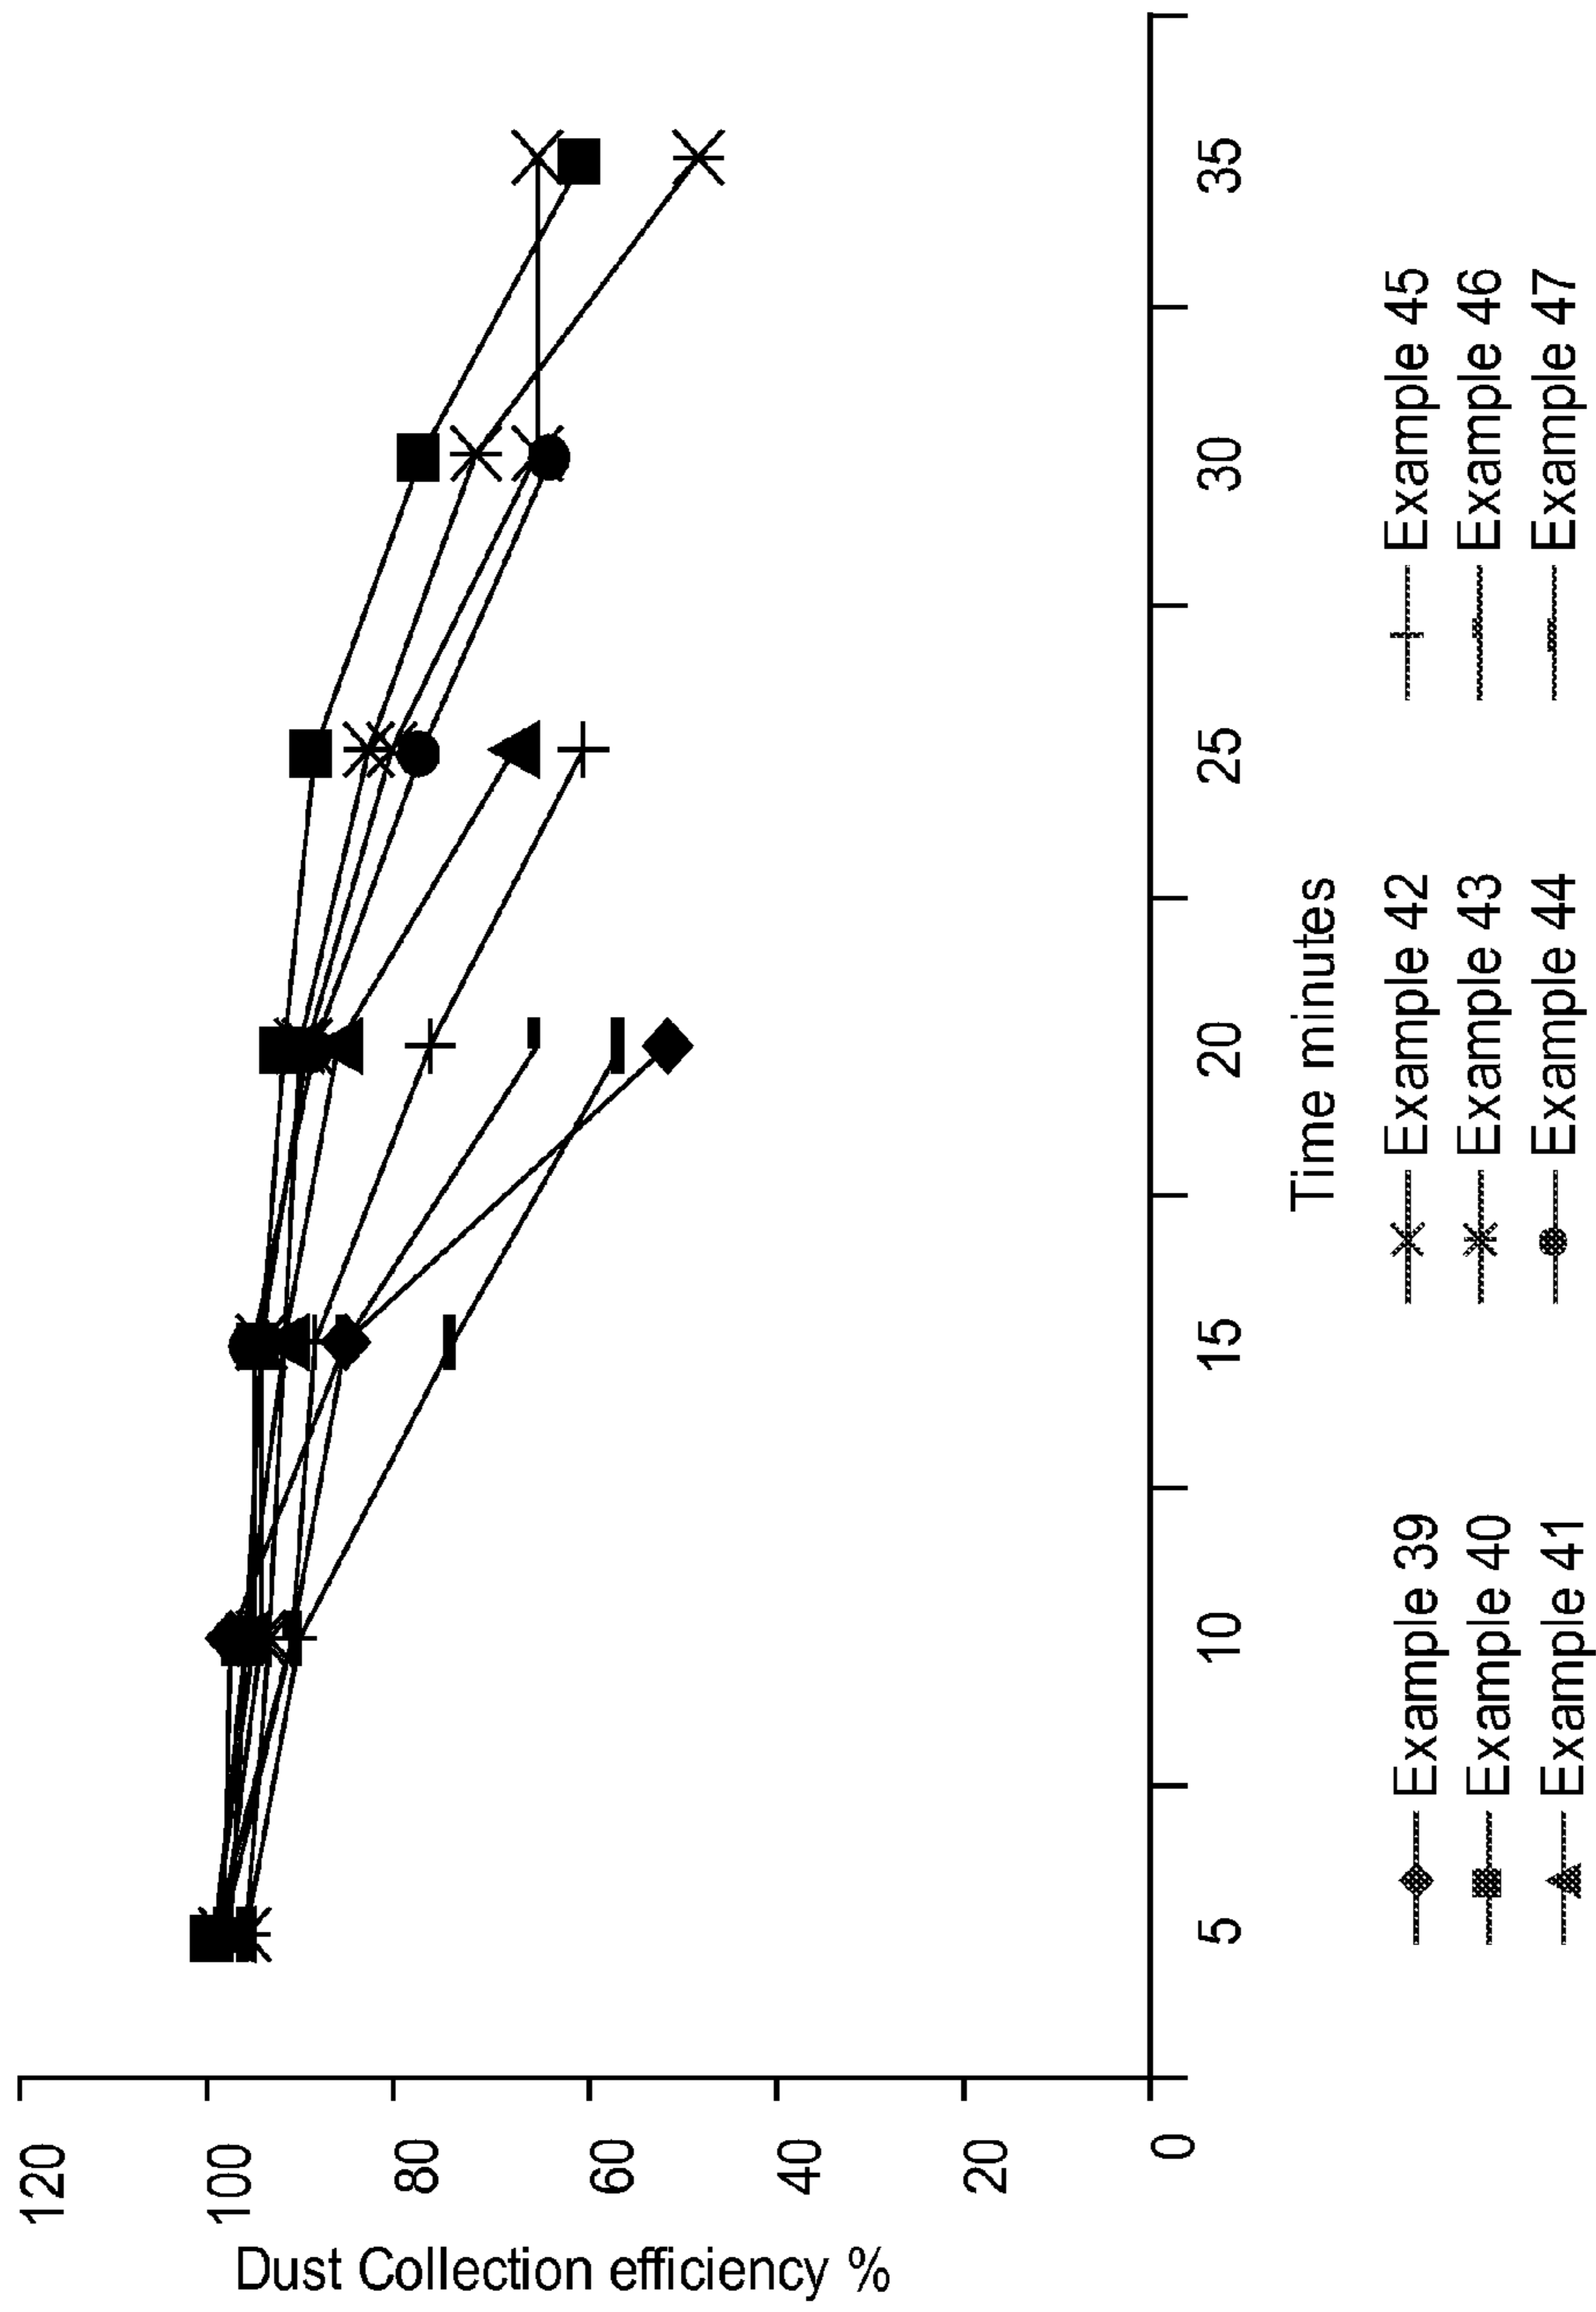 Dust Collection efficiency %
120
100
80
60
40
20
0
5
10
15
20
25
30
35
Time minutes
Example 39
Example 42
Example 45
Example 40
Example 43
Example 46
Example 41
Example 44
Example 47